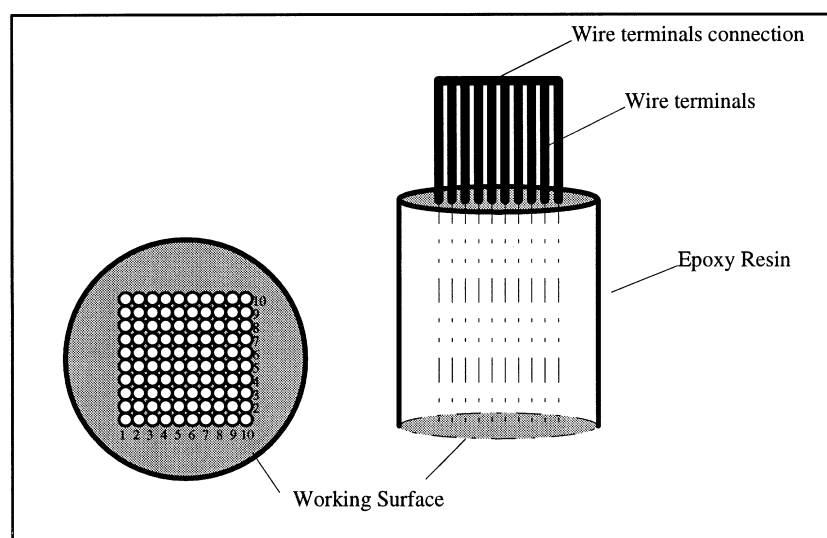 Wire terminals connection
Wire terminals
Epoxy Resin
10
9
8
7
6
5
4
3
2
1 2 3 4 5 6 7 8 9 10
Working Surface